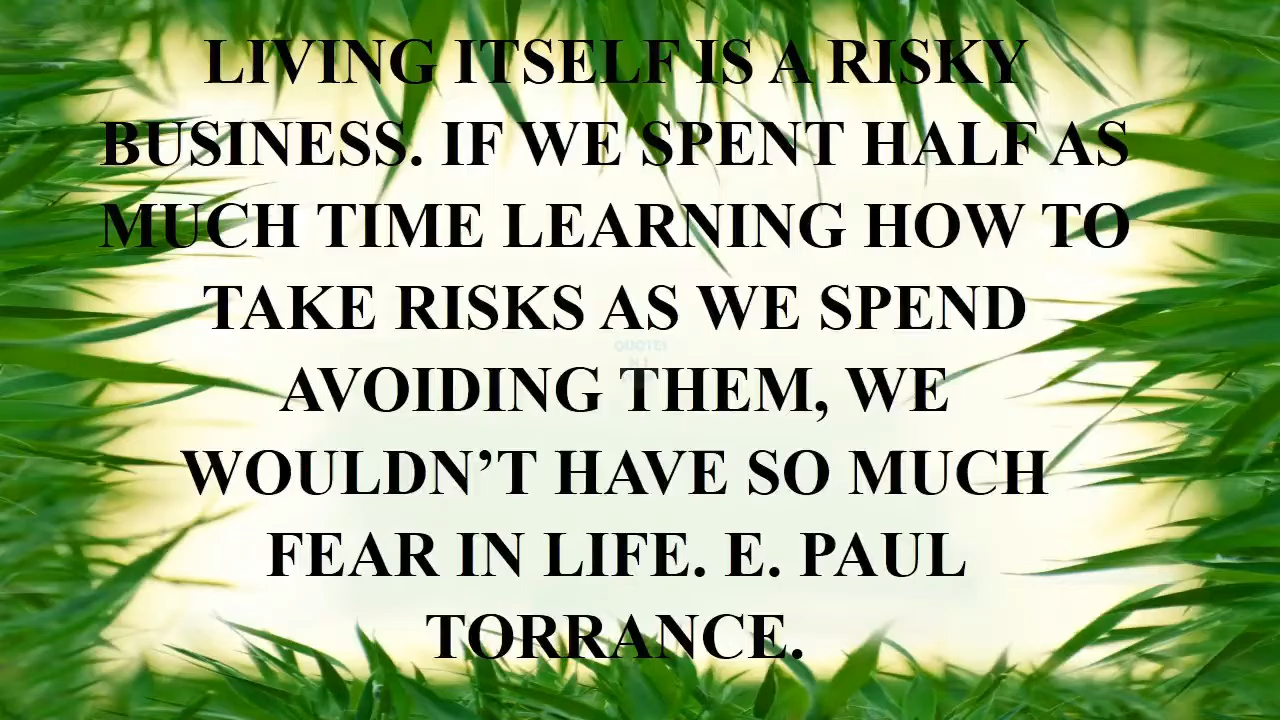 LIVING ITSELF IS A RISKY
BUSINESS. IF WE SPENT HALF AS
MUCH TIME LEARNING HOW TO
TAKE RISKS AS WE SPEND
QUOTES
AVOIDING THEM, WE
WOULDN’T HAVE SO MUCH
FEAR IN LIFE. E. PAUL
TORRANCE.